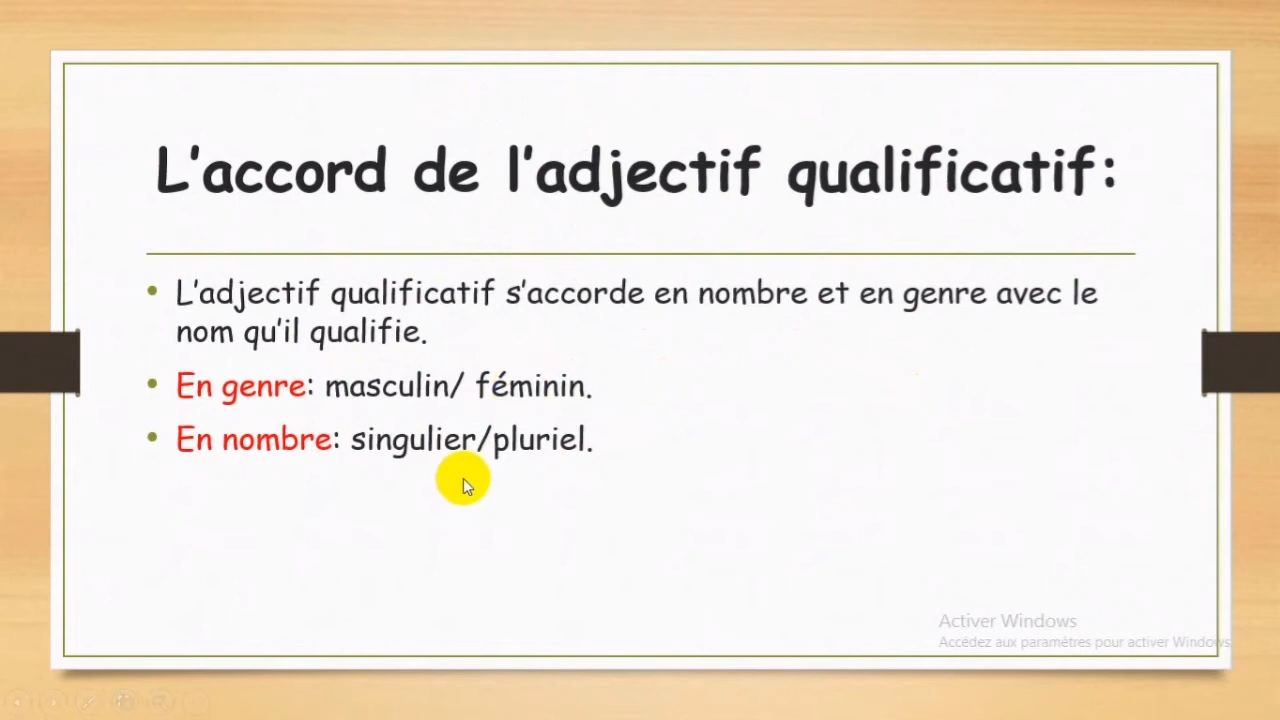 L'accord de l'adjectif qualificatif:
• L'adjectif qualificatif s'accorde en nombre et en genre avec le
nom qu'il qualifie.
• En genre: masculin/ féminin.
• En nombre: singulier/pluriel.
Activer Windows
Accédez aux paramètres pour activer Windows